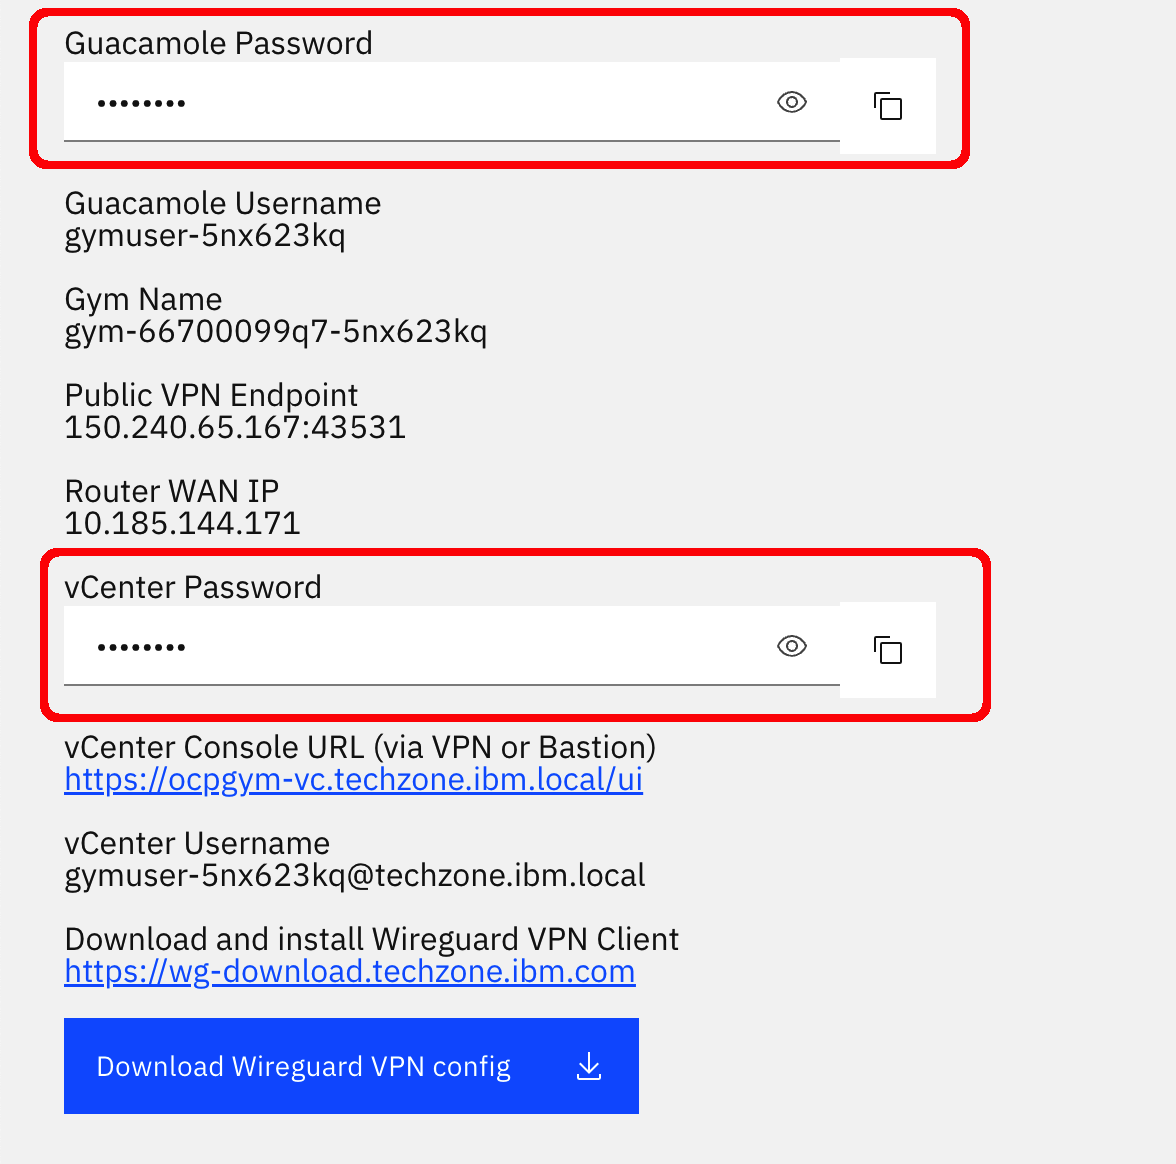 Guacamole Password
••••••••
Guacamole Username
gymuser-5nx623kq
Gym Name
gym-66700099q7-5nx623kq
Public VPN Endpoint
150.240.65.167:43531
Router WAN IP
10.185.144.171
vCenter Password
••••••••
vCenter Console URL (via VPN or Bastion)
https://ocpgym-vc.techzone.ibm.local/ui
vCenter Username
gymuser-5nx623kq@techzone.ibm.local
Download and install Wireguard VPN Client
https://wg-download.techzone.ibm.com
Download Wireguard VPN config